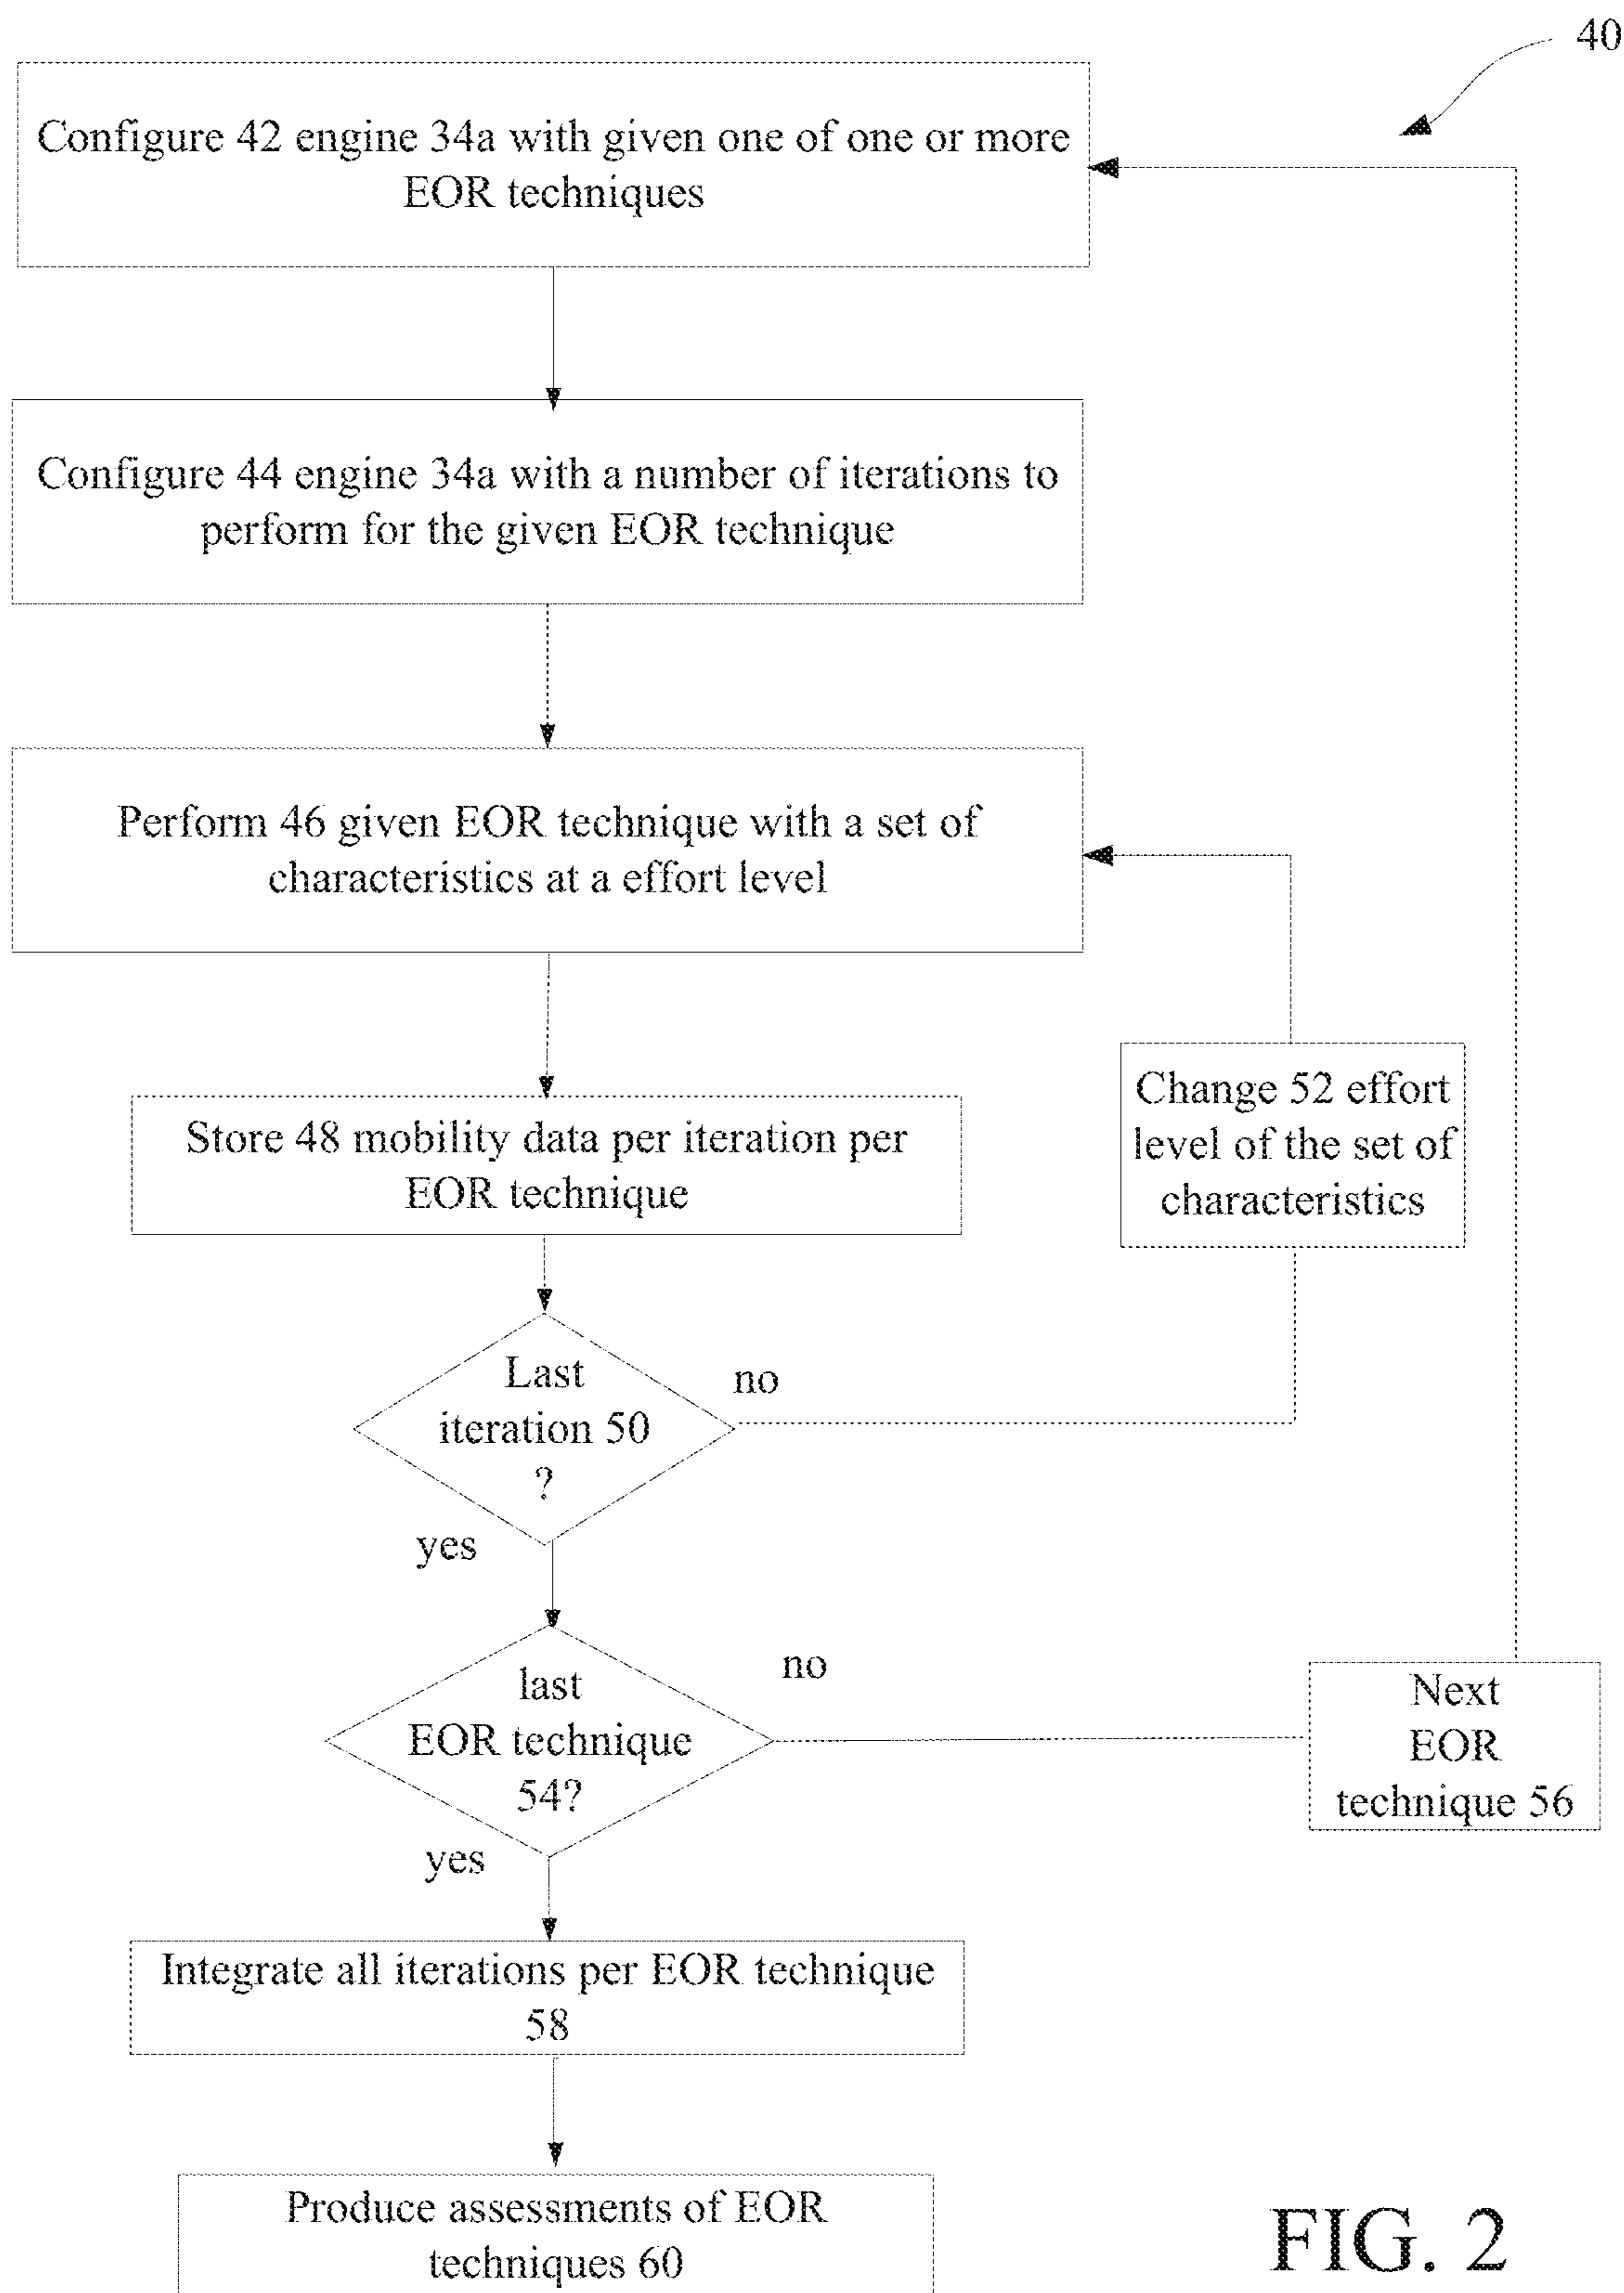 40
Configure 42 engine 34a with given one of one or more
EOR techniques
Configure 44 engine 34a with a number of iterations to
perform for the given EOR technique
Perform 46 given EOR technique with a set of
characteristics at a effort level
Store 48 mobility data per iteration per
EOR technique
Change 52 effort
level of the set of
characteristics
Last
iteration 50
?
no
yes
last
EOR technique
54?
no
yes
Next
EOR
technique 56
Integrate all iterations per EOR technique
58
Produce assessments of EOR
techniques 60
FIG. 2